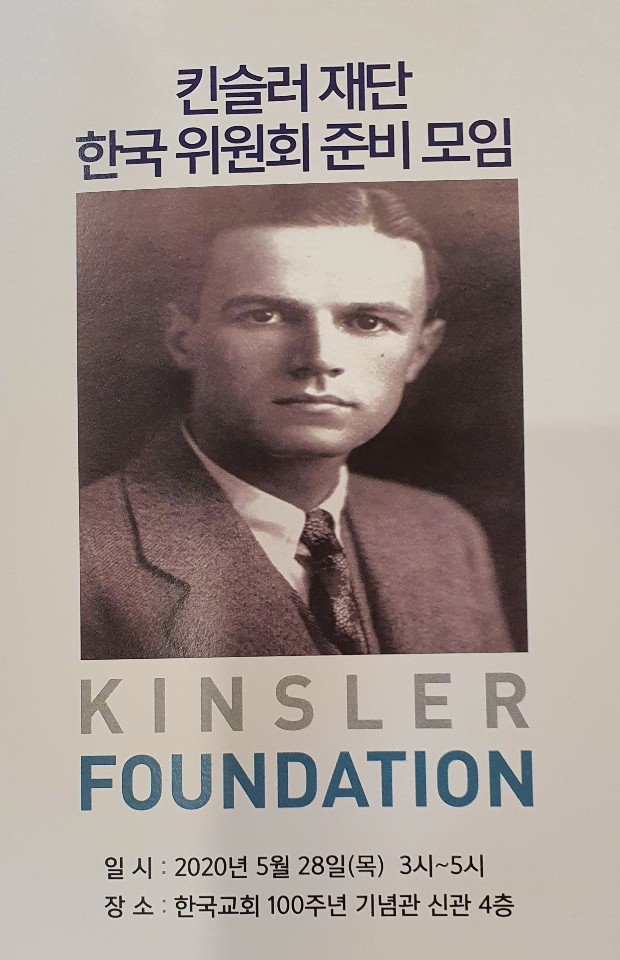 킨슬러 재단
한국 위원회 준비 모임
KINSLER
FOUNDATION
일 시 : 2020년 5월 28일(목) 3시~5시
장 소 : 한국교회 100주년 기념관 신관 4층